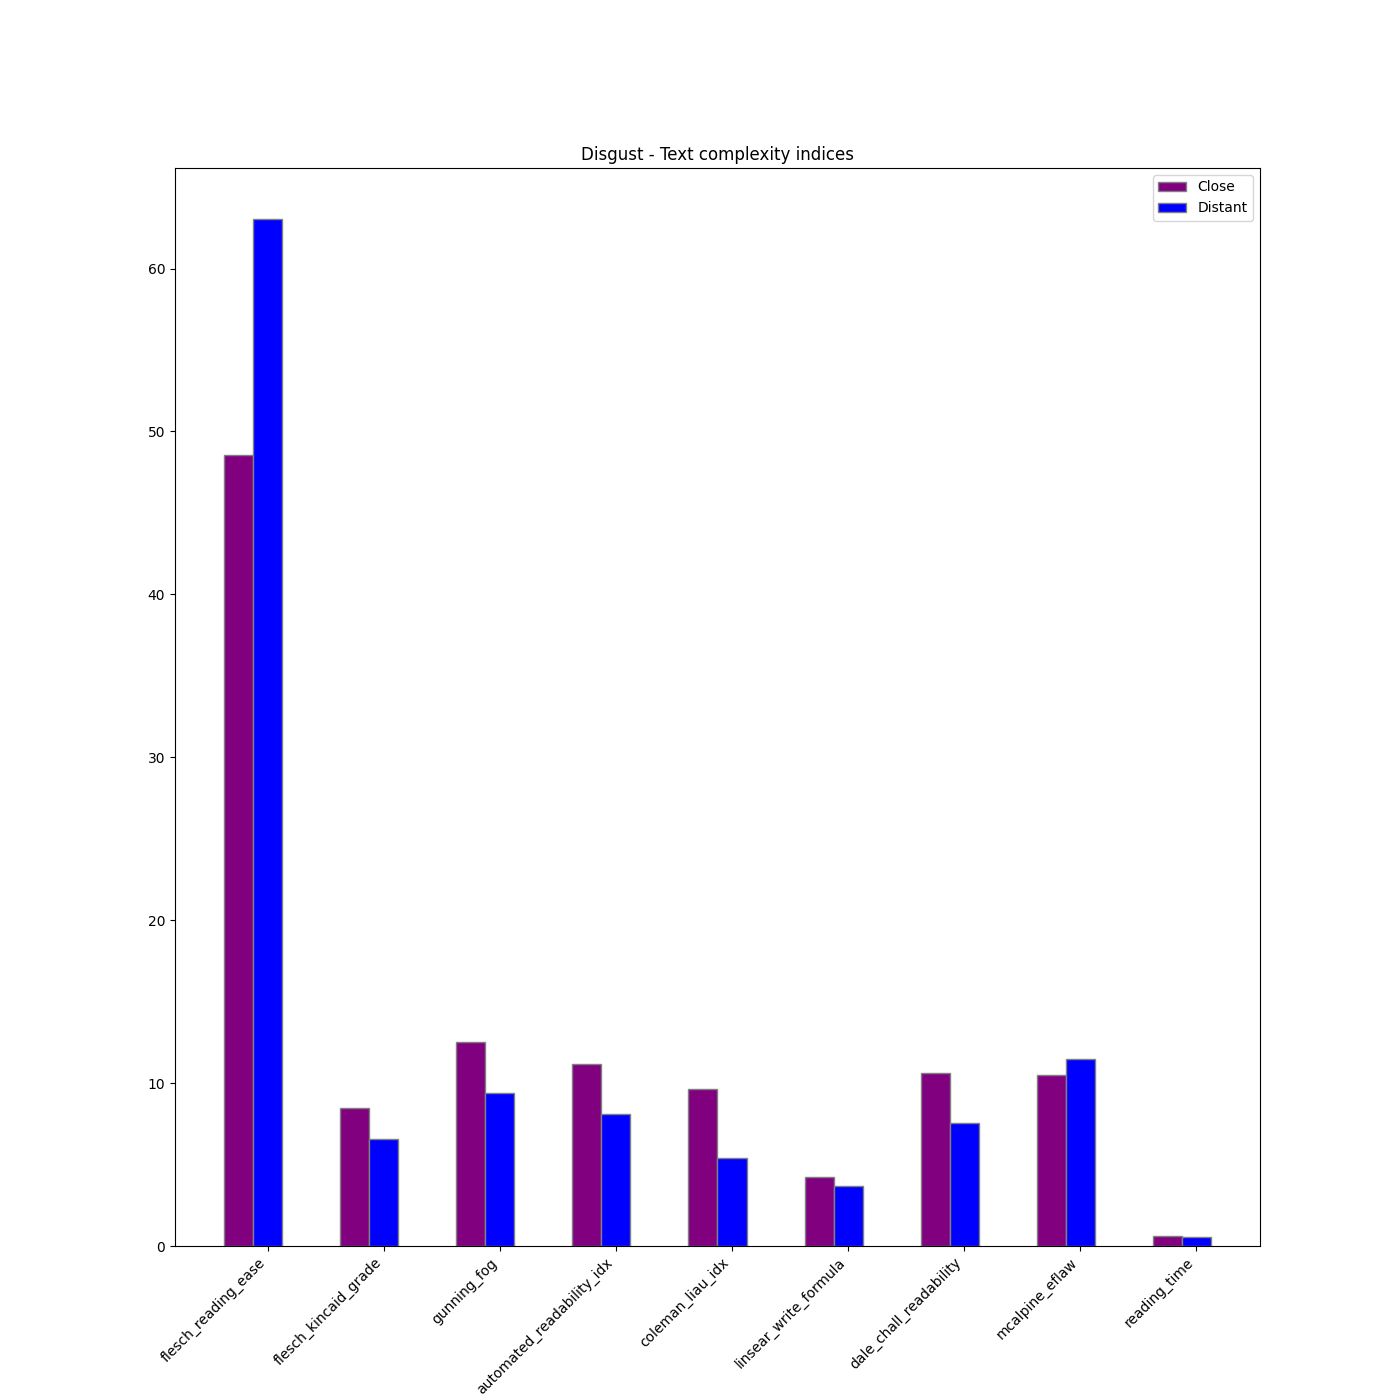 Disgust - Text complexity indices
Close
Distant
60
50
40
30
20
10
0
flesch_reading_ease
flesch_kincaid_grade
gunning_fog
automated_readability_idx
coleman_liau_idx
linsear_write_formula
dale_chall_readability
mcalpine_eflaw
reading_time